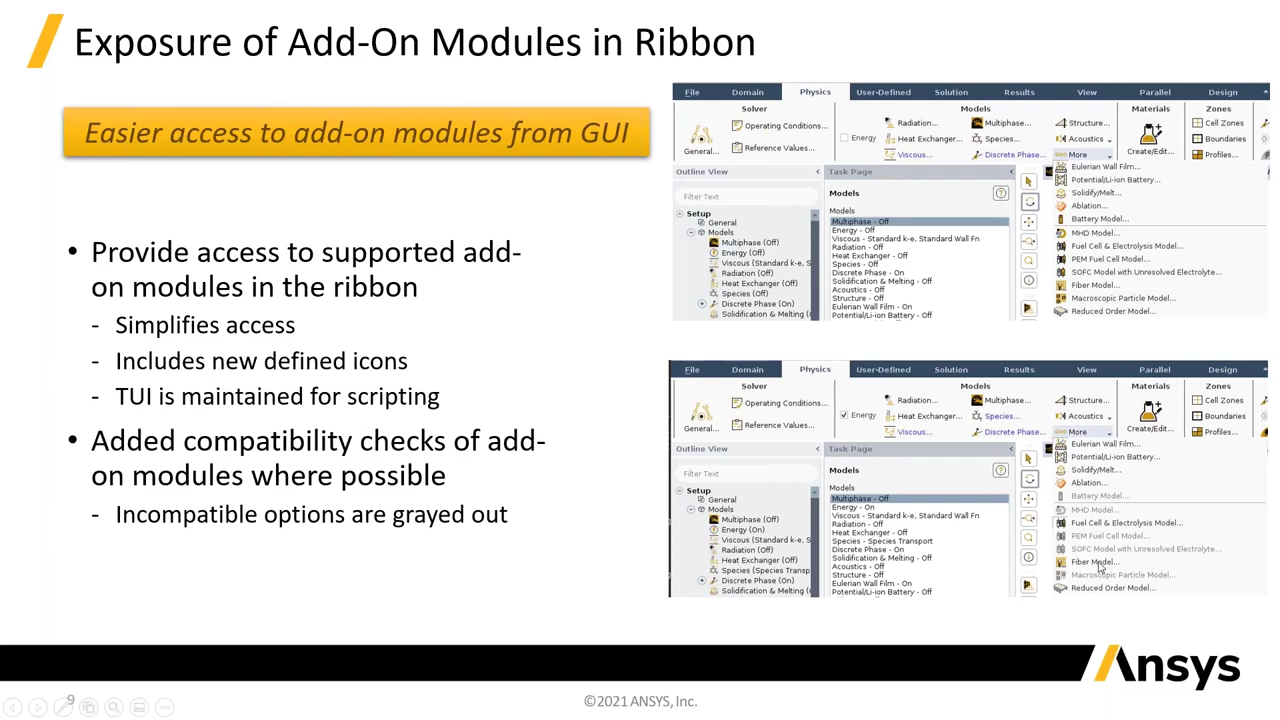 Exposure of Add-On Modules in Ribbon
Easier access to add-on modules from GUI
• Provide access to supported add-
on modules in the ribbon
- Simplifies access
- Includes new defined icons
- TUI is maintained for scripting
• Added compatibility checks of add-
on modules where possible
- Incompatible options are grayed out
File Domain Physics User-Defined Solution Results View Parallel Design
Solver Models Materials Zones
Operating Conditions... Radiation... Multiphase... Structure... Cell Zones
Energy Heat Exchanger... Species... Acoustics Boundaries
General... Reference Values... Viscous... Discrete Phase... More Create/Edit... Profiles...
Outline View Task Page
Filter Text
Setup
General
Models
Multiphase (Off)
Energy (Off)
Viscous (Standard k-e, S
Radiation (Off)
Heat Exchanger (Off)
Species (Off)
Discrete Phase (On)
Solidification & Melting (
Models
Models
Multiphase - Off
Energy - Off
Viscous - Standard k-e, Standard Wall Fn
Radiation - Off
Heat Exchanger - Off
Species - Off
Discrete Phase - On
Solidification & Melting - Off
Acoustics - Off
Structure - Off
Eulerian Wall Film - On
Potential/Li-ion Battery - Off
Eulerian Wall Film...
Potential/Li-ion Battery...
Solidify/Melt...
Ablation...
Battery Model...
MHD Model...
Fuel Cell & Electrolysis Model...
PEM Fuel Cell Model...
SOFC Model with Unresolved Electrolyte...
Fiber Model...
Macroscopic Particle Model...
Reduced Order Model...
File Domain Physics User-Defined Solution Results View Parallel Design
Solver Models Materials Zones
Operating Conditions... Radiation... Multiphase... Structure... Cell Zones
Energy Heat Exchanger... Species... Acoustics Boundaries
General... Reference Values... Viscous... Discrete Phase... More Create/Edit... Profiles...
Outline View Task Page
Filter Text
Setup
General
Models
Multiphase (Off)
Energy (On)
Viscous (Standard k-e, S
Radiation (Off)
Heat Exchanger (Off)
Species (Species Transp
Discrete Phase (On)
Solidification & Melting (
Models
Models
Multiphase - Off
Energy - On
Viscous - Standard k-e, Standard Wall Fn
Radiation - Off
Heat Exchanger - Off
Species - Species Transport
Discrete Phase - On
Solidification & Melting - Off
Acoustics - Off
Structure - Off
Eulerian Wall Film - On
Potential/Li-ion Battery - Off
Eulerian Wall Film...
Potential/Li-ion Battery...
Solidify/Melt...
Ablation...
Battery Model...
MHD Model...
Fuel Cell & Electrolysis Model...
PEM Fuel Cell Model...
SOFC Model with Unresolved Electrolyte...
Fiber Model...
Macroscopic Particle Model...
Reduced Order Model...
Ansys
9
©2021 ANSYS, Inc.